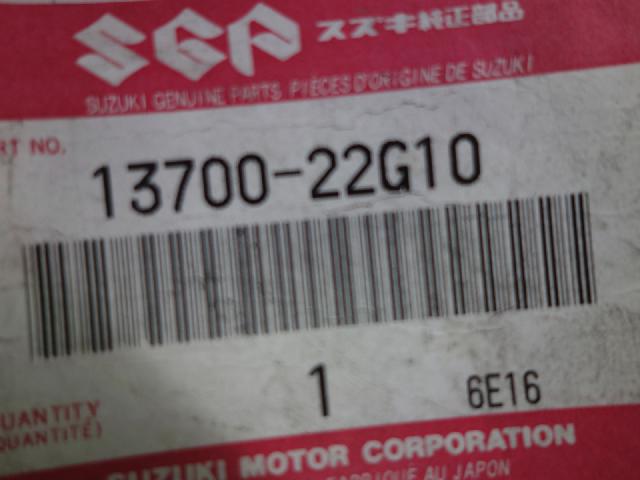 SGP スズキ純正部品
SUZUKI GENUINE PARTS PIÈCES D'ORIGINE DE SUZUKI
RT NO.
13700-22G10
1 6E16
QUANTITY
QUANTITÉ)
SUZUKI MOTOR CORPORATION
FABRIQUÉ AU JAPON